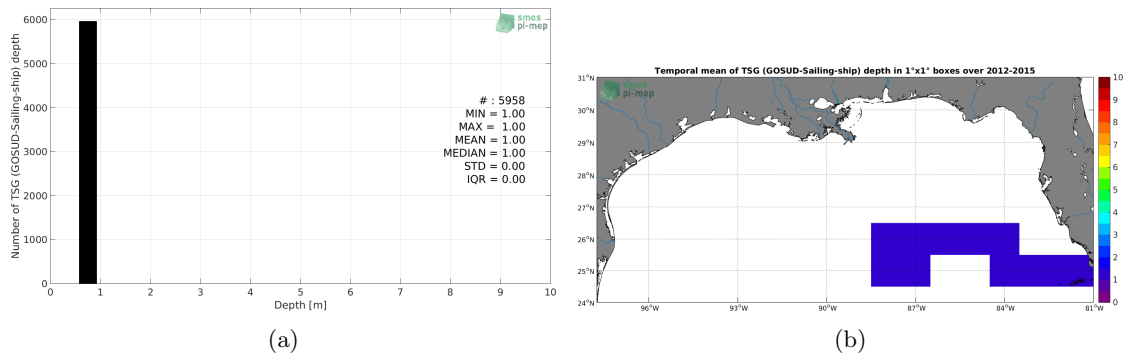 6000
5000
4000
3000
2000
1000
0
Number of TSG (GOSUD-Sailing-ship) depth
smos
pi-mep
# : 5958
MIN = 1.00
MAX = 1.00
MEAN = 1.00
MEDIAN = 1.00
STD = 0.00
IQR = 0.00
0 1 2 3 4 5 6 7 8 9 10
Depth [m]
(a)
Temporal mean of TSG (GOSUD-Sailing-ship) depth in 1°x1° boxes over 2012-2015
smos
pi-mep
31°N
30°N
29°N
28°N
27°N
26°N
25°N
24°N
96°W 93°W 90°W 87°W 84°W 81°W
10
9
8
7
6
5
4
3
2
1
0
(b)